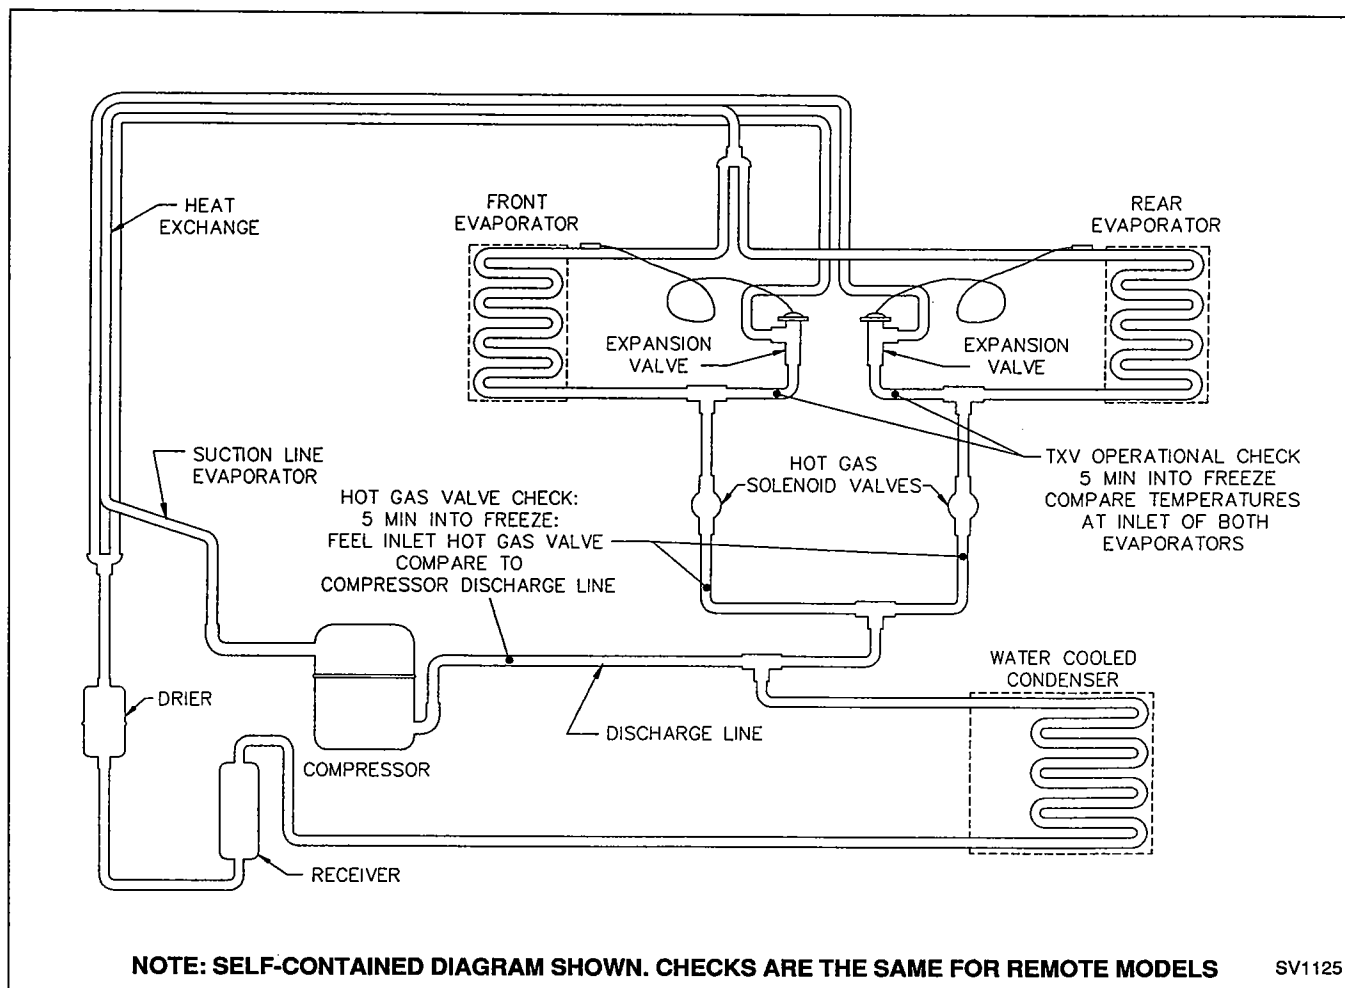 HEAT
EXCHANGE
FRONT
EVAPORATOR
REAR
EVAPORATOR
EXPANSION
VALVE
EXPANSION
VALVE
SUCTION LINE
EVAPORATOR
HOT GAS
SOLENOID VALVES
TXV OPERATIONAL CHECK
5 MIN INTO FREEZE
COMPARE TEMPERATURES
AT INLET OF BOTH
EVAPORATORS
HOT GAS VALVE CHECK:
5 MIN INTO FREEZE:
FEEL INLET HOT GAS VALVE
COMPARE TO
COMPRESSOR DISCHARGE LINE
WATER COOLED
CONDENSER
DRIER
DISCHARGE LINE
COMPRESSOR
RECEIVER
NOTE: SELF-CONTAINED DIAGRAM SHOWN. CHECKS ARE THE SAME FOR REMOTE MODELS
SV1125